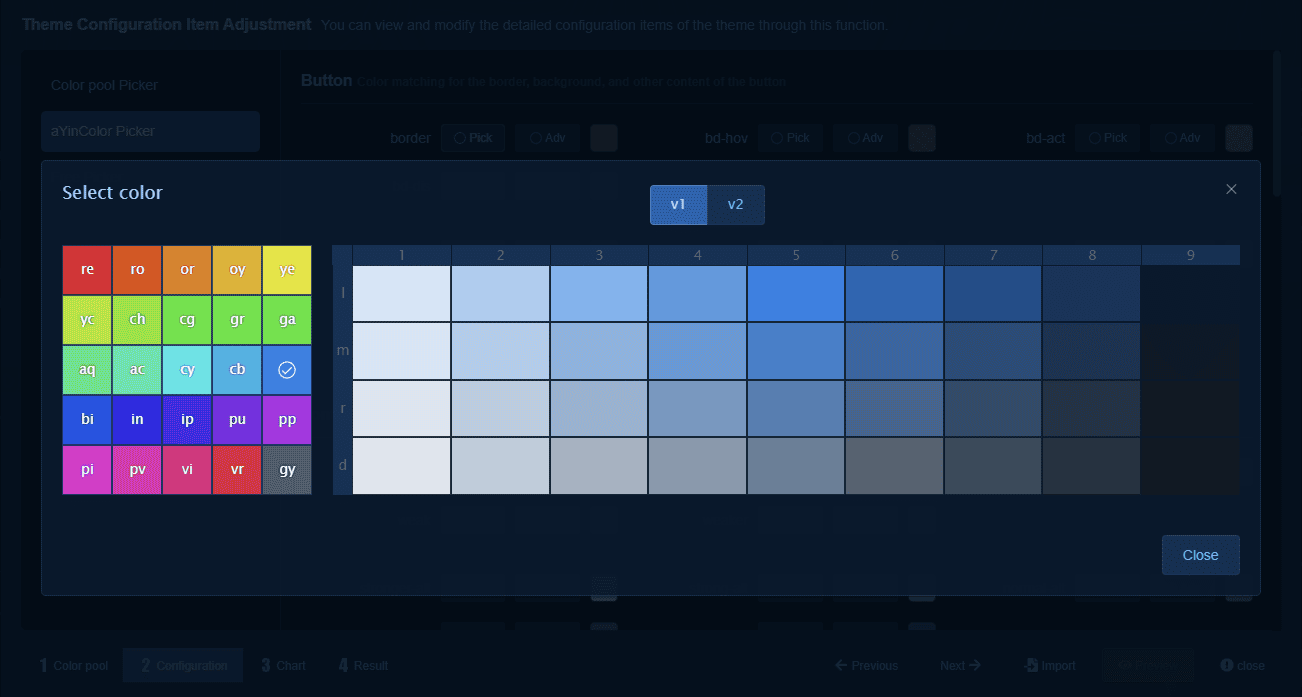 Theme Configuration Item Adjustment You can view and modify the detailed configuration items of the theme through this function.
Color pool Picker
Button Color matching for the border, background, and other content of the button
aYinColor Picker
border Pick Adv bd-hov Pick Adv bd-act Pick Adv
Select color
v1 v2
re ro or oy ye
yc ch cg gr ga
aq ac cy cb
bi in ip pu pp
pi pv vi vr gy
1 2 3 4 5 6 7 8 9
l
m
r
d
Close
1 Color pool 2 Configuration 3 Chart 4 Result Previous Next Import close